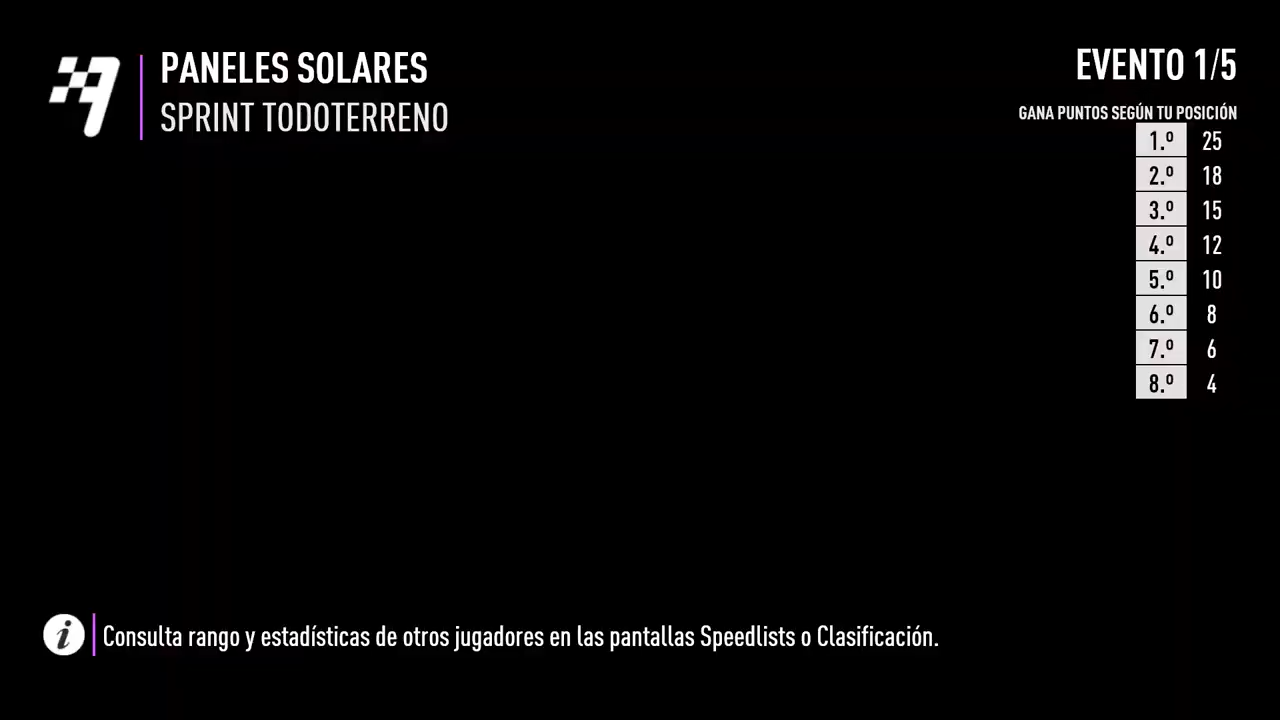 PANELES SOLARES
SPRINT TODOTERRENO
EVENTO 1/5
GANA PUNTOS SEGÚN TU POSICIÓN
1.º 25
2.º 18
3.º 15
4.º 12
5.º 10
6.º 8
7.º 6
8.º 4
i Consulta rango y estadísticas de otros jugadores en las pantallas Speedlists o Clasificación.